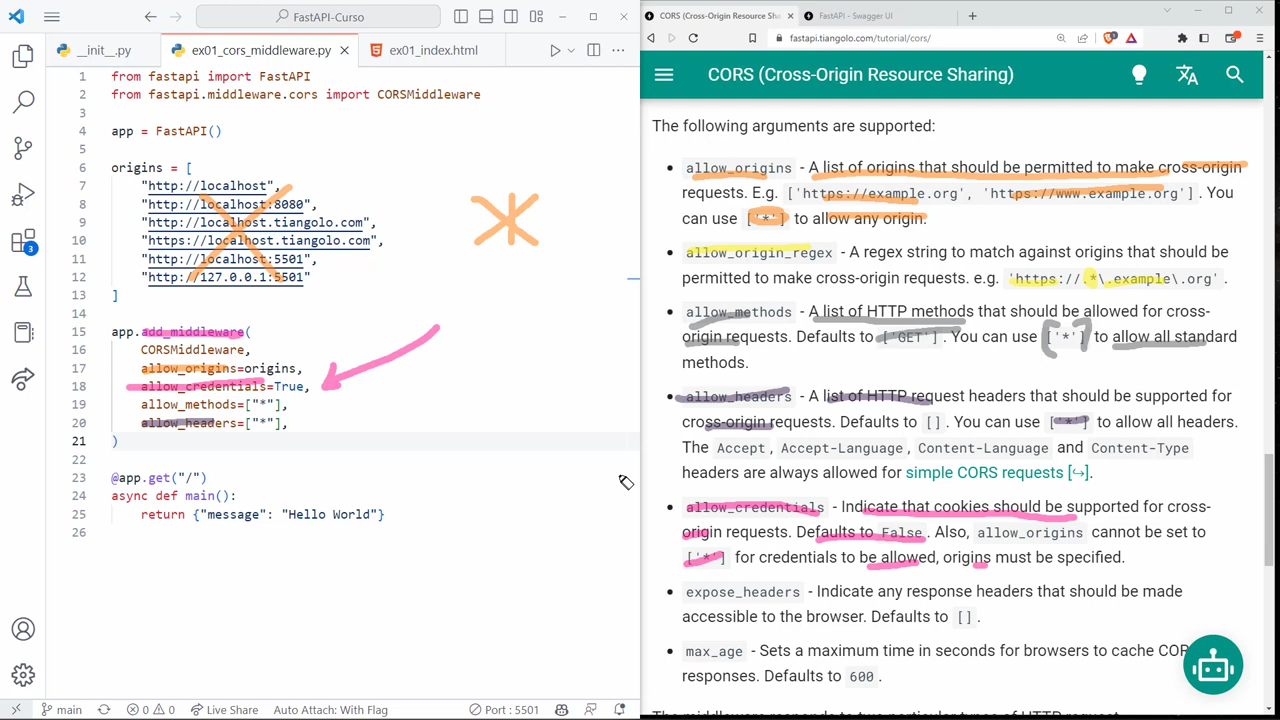 FastAPI-Curso
__init__.py
ex01_cors_middleware.py
ex01_index.html
1 from fastapi import FastAPI
2 from fastapi.middleware.cors import CORSMiddleware
3
4 app = FastAPI()
5
6 origins = [
7 "http://localhost",
8 "http://localhost:8080",
9 "http://localhost.tiangolo.com",
10 "https://localhost.tiangolo.com",
11 "http://localhost:5501",
12 "http://127.0.0.1:5501"
13 ]
15 app.add_middleware(
16 CORSMiddleware,
17 allow_origins=origins,
18 allow_credentials=True,
19 allow_methods=["*"],
20 allow_headers=["*"],
21 )
22
23 @app.get("/")
24 async def main():
25 return {"message": "Hello World"}
26
3
main
0 0
Live Share
Auto Attach: With Flag
Port : 5501
CORS (Cross-Origin Resource Sha
FastAPI - Swagger UI
fastapi.tiangolo.com/tutorial/cors/
CORS (Cross-Origin Resource Sharing)
The following arguments are supported:
allow_origins - A list of origins that should be permitted to make cross-origin
requests. E.g. ['https://example.org', 'https://www.example.org']. You
can use ['*'] to allow any origin.
allow_origin_regex - A regex string to match against origins that should be
permitted to make cross-origin requests. e.g. 'https://.*\.example\.org'.
allow_methods - A list of HTTP methods that should be allowed for cross-
origin requests. Defaults to ['GET']. You can use ['*'] to allow all standard
methods.
allow_headers - A list of HTTP request headers that should be supported for
cross-origin requests. Defaults to []. You can use ['*'] to allow all headers.
The Accept, Accept-Language, Content-Language and Content-Type
headers are always allowed for simple CORS requests [↪].
allow_credentials - Indicate that cookies should be supported for cross-
origin requests. Defaults to False. Also, allow_origins cannot be set to
['*'] for credentials to be allowed, origins must be specified.
expose_headers - Indicate any response headers that should be made
accessible to the browser. Defaults to [].
max_age - Sets a maximum time in seconds for browsers to cache COR
responses. Defaults to 600.